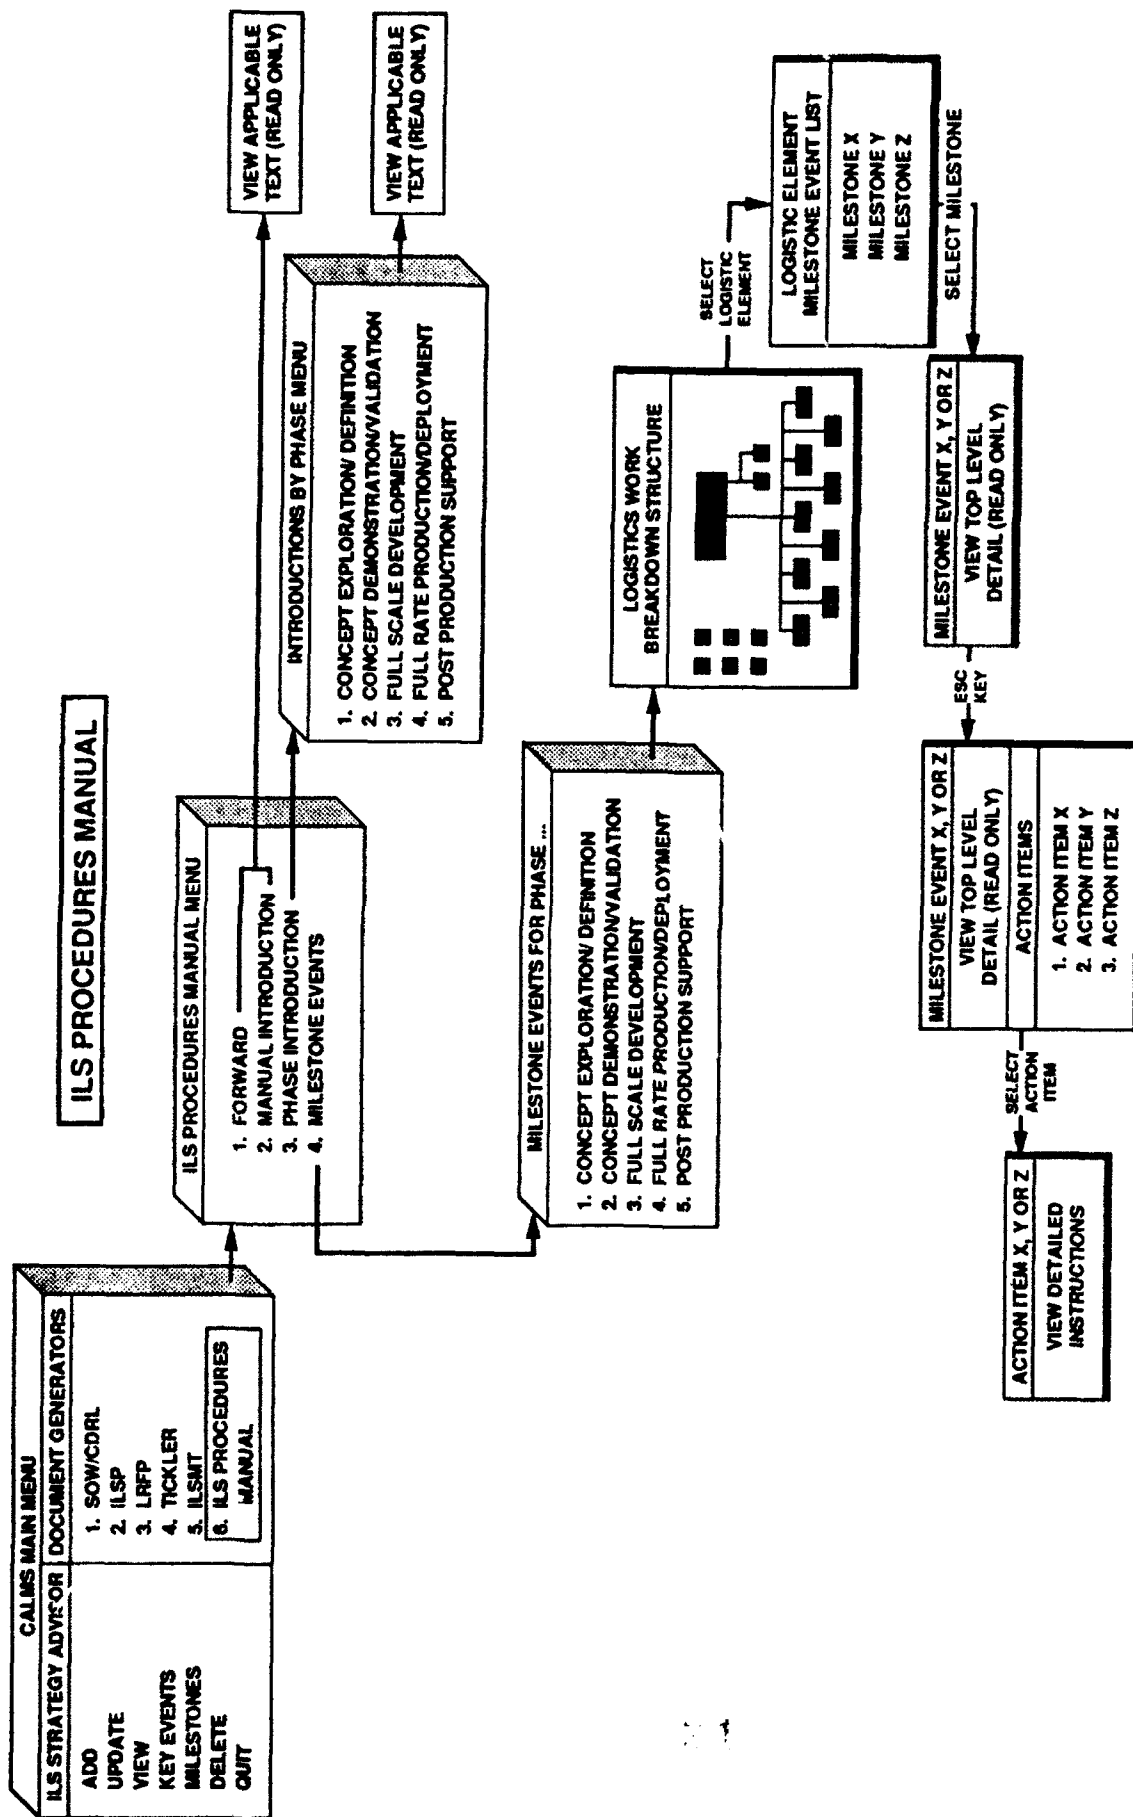 ILS PROCEDURES MANUAL
CALMS MAIN MENU
ILS STRATEGY ADVISOR
DOCUMENT GENERATORS
ADD
UPDATE
VIEW
KEY EVENTS
MILESTONES
DELETE
QUIT
1. SOW/CDRL
2. ILSP
3. LRFP
4. TICKLER
5. ILSMT
6. ILS PROCEDURES
MANUAL
ILS PROCEDURES MANUAL MENU
1. FORWARD
2. MANUAL INTRODUCTION
3. PHASE INTRODUCTION
4. MILESTONE EVENTS
VIEW APPLICABLE
TEXT (READ ONLY)
INTRODUCTIONS BY PHASE MENU
1. CONCEPT EXPLORATION/ DEFINITION
2. CONCEPT DEMONSTRATION/VALIDATION
3. FULL SCALE DEVELOPMENT
4. FULL RATE PRODUCTION/DEPLOYMENT
5. POST PRODUCTION SUPPORT
VIEW APPLICABLE
TEXT (READ ONLY)
MILESTONE EVENTS FOR PHASE ...
1. CONCEPT EXPLORATION/ DEFINITION
2. CONCEPT DEMONSTRATION/VALIDATION
3. FULL SCALE DEVELOPMENT
4. FULL RATE PRODUCTION/DEPLOYMENT
5. POST PRODUCTION SUPPORT
LOGISTICS WORK
BREAKDOWN STRUCTURE
SELECT
LOGISTIC
ELEMENT
LOGISTIC ELEMENT
MILESTONE EVENT LIST
MILESTONE X
MILESTONE Y
MILESTONE Z
SELECT MILESTONE
MILESTONE EVENT X, Y OR Z
VIEW TOP LEVEL
DETAIL (READ ONLY)
ESC
KEY
MILESTONE EVENT X, Y OR Z
VIEW TOP LEVEL
DETAIL (READ ONLY)
ACTION ITEMS
1. ACTION ITEM X
2. ACTION ITEM Y
3. ACTION ITEM Z
SELECT
ACTION
ITEM
ACTION ITEM X, Y OR Z
VIEW DETAILED
INSTRUCTIONS